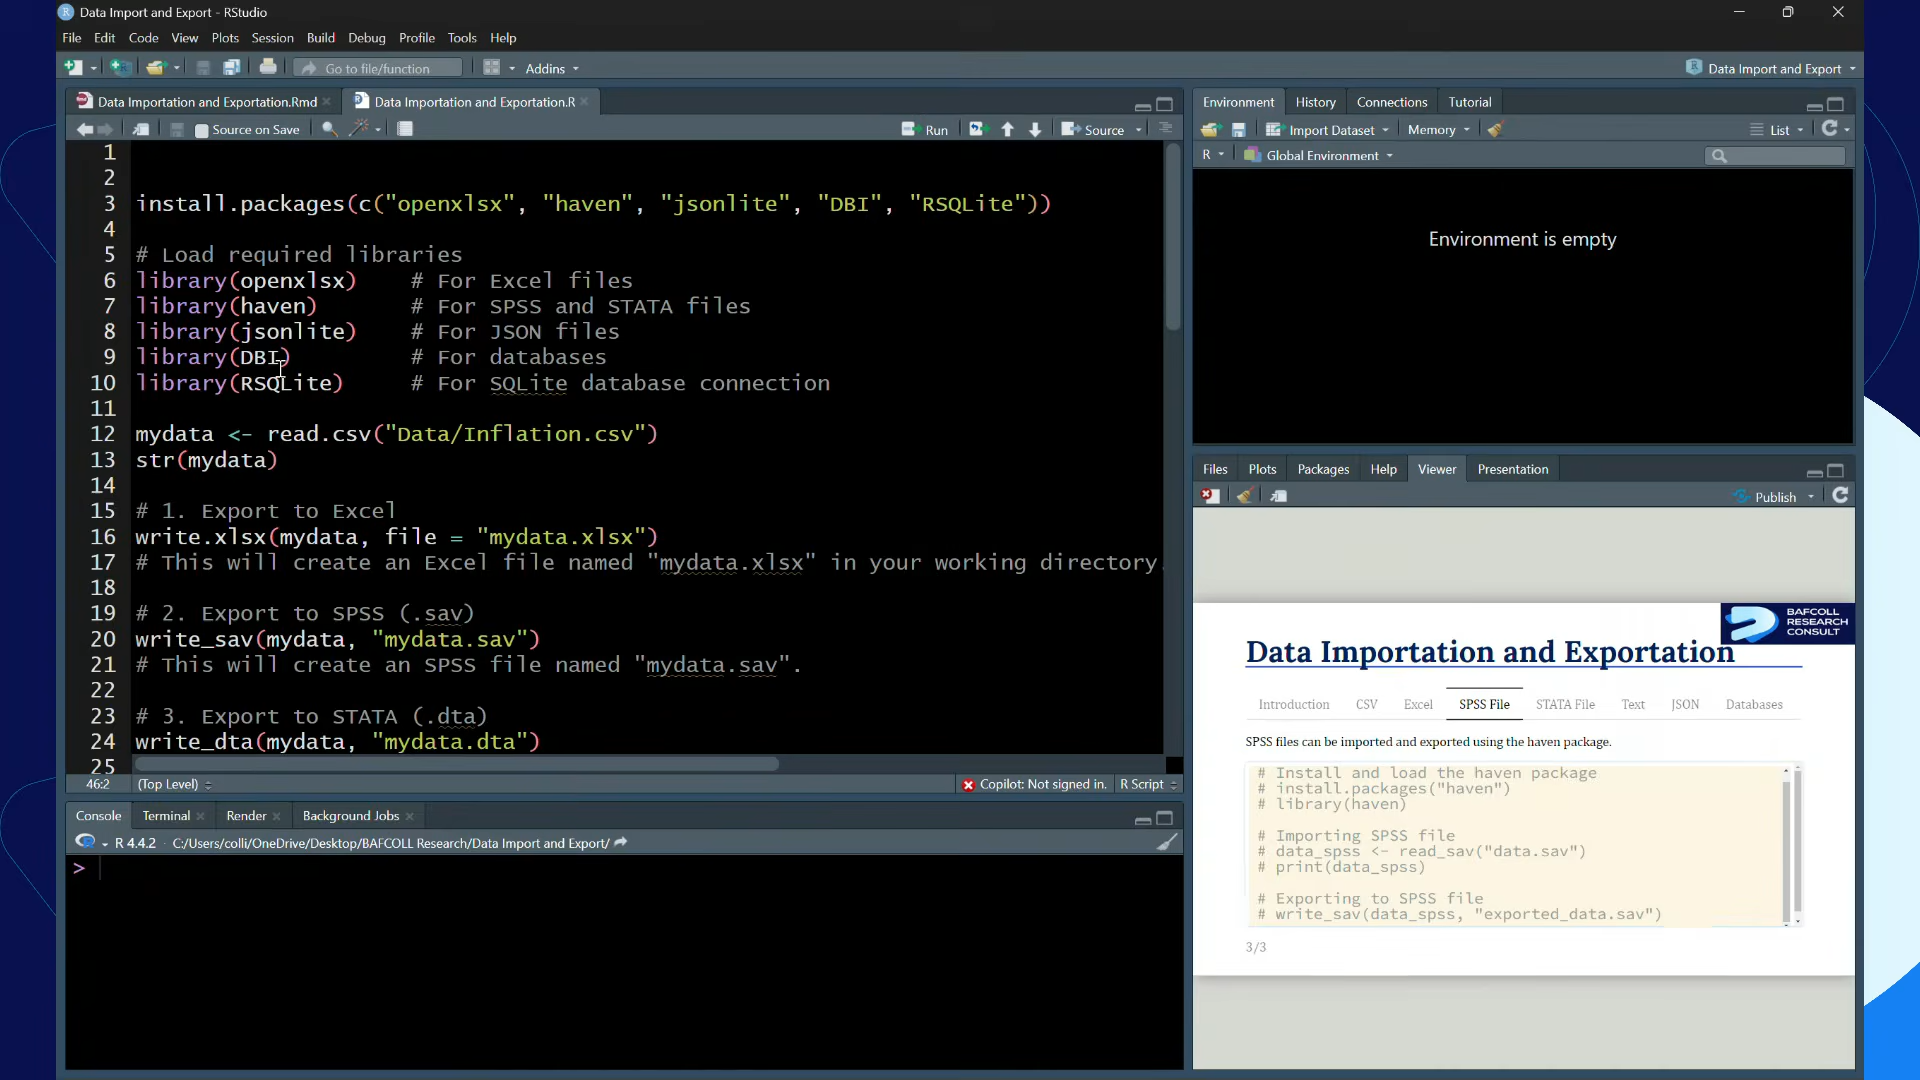 Data Import and Export - RStudio
File Edit Code View Plots Session Build Debug Profile Tools Help
Go to file/function Addins Data Import and Export
Data Importation and Exportation.Rmd Data Importation and Exportation.R
Source on Save Run Source
1
2
3 install.packages(c("openxlsx", "haven", "jsonlite", "DBI", "RSQLite"))
4
5 # Load required libraries
6 library(openxlsx) # For Excel files
7 library(haven) # For SPSS and STATA files
8 library(jsonlite) # For JSON files
9 library(DBI) # For databases
10 library(RSQLite) # For SQLite database connection
11
12 mydata <- read.csv("Data/Inflation.csv")
13 str(mydata)
14
15 # 1. Export to Excel
16 write.xlsx(mydata, file = "mydata.xlsx")
17 # This will create an Excel file named "mydata.xlsx" in your working directory.
18
19 # 2. Export to SPSS (.sav)
20 write_sav(mydata, "mydata.sav")
21 # This will create an SPSS file named "mydata.sav".
22
23 # 3. Export to STATA (.dta)
24 write_dta(mydata, "mydata.dta")
25
46:2 (Top Level) Copilot: Not signed in. R Script
Console Terminal Render Background Jobs
R 4.4.2 · C:/Users/colli/OneDrive/Desktop/BAFCOLL Research/Data Import and Export/
>
Environment History Connections Tutorial
Import Dataset Memory List
R Global Environment
Environment is empty
Files Plots Packages Help Viewer Presentation
Publish
BAFCOLL
RESEARCH
CONSULT
Data Importation and Exportation
Introduction CSV Excel SPSS File STATA File Text JSON Databases
SPSS files can be imported and exported using the haven package.
# Install and load the haven package
# install.packages("haven")
# library(haven)
# Importing SPSS file
# data_spss <- read_sav("data.sav")
# print(data_spss)
# Exporting to SPSS file
# write_sav(data_spss, "exported_data.sav")
3/3